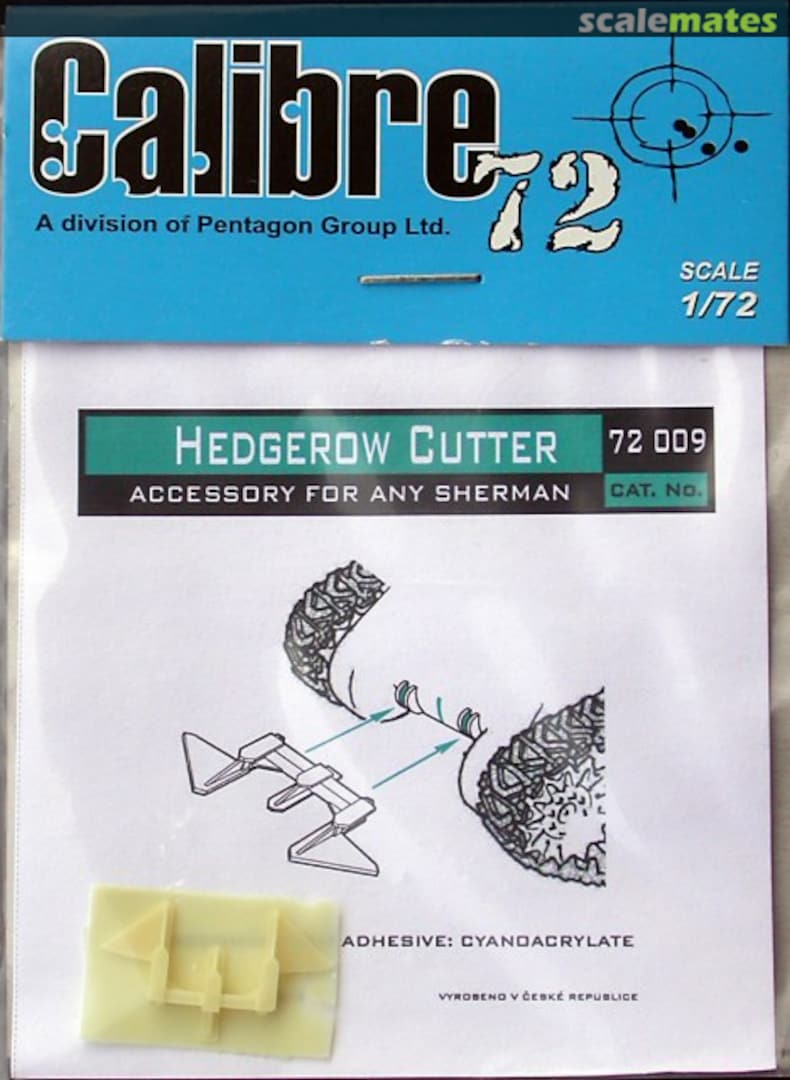 scalemates
Calibre
72
A division of Pentagon Group Ltd.
SCALE
1/72
HEDGEROW CUTTER
72 009
ACCESSORY FOR ANY SHERMAN
CAT. No.
ADHESIVE: CYANOACRYLATE
VYROBENO V ČESKÉ REPUBLICE